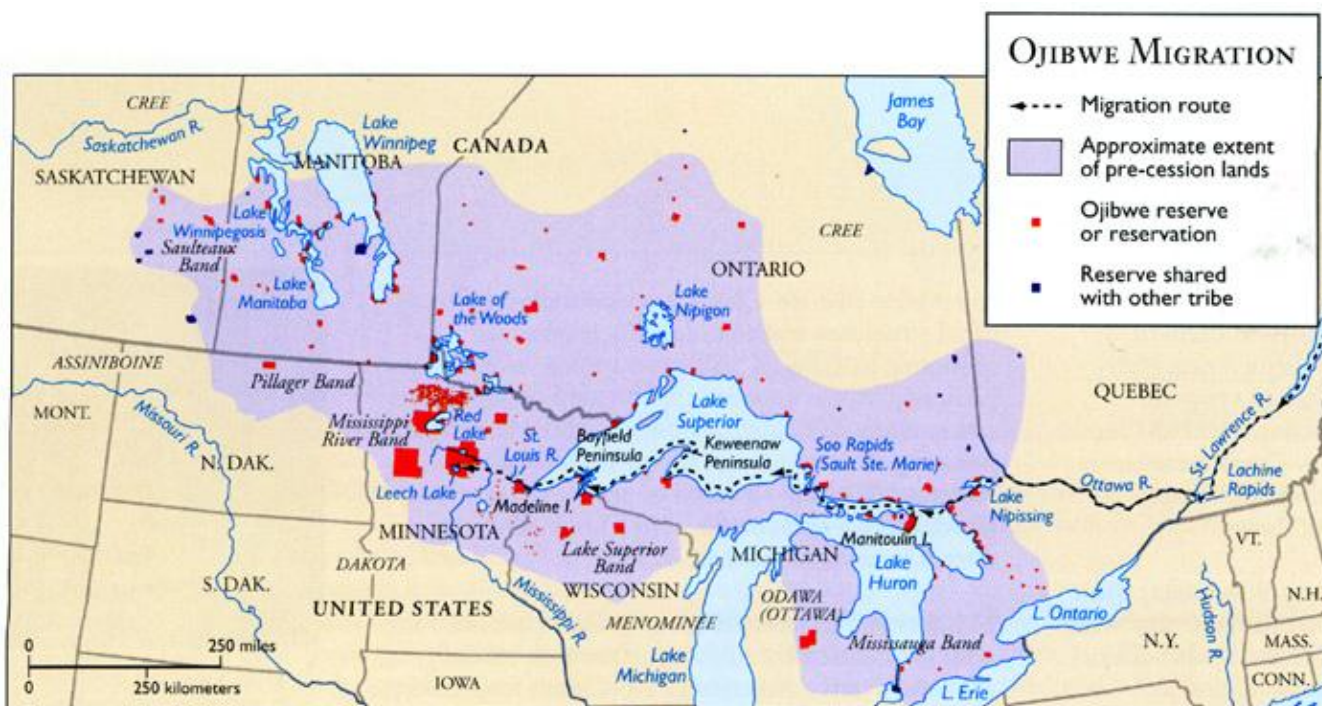 OJIBWE MIGRATION
Migration route
Approximate extent
of pre-cession lands
Ojibwe reserve
or reservation
Reserve shared
with other tribe
CREE
Saskatchewan R.
SASKATCHEWAN
Lake
Winnipeg
MANITOBA
CANADA
James
Bay
Lake
Winnipegosis
Saulteaux
Band
Lake
Manitoba
CREE
ONTARIO
Lake of
the Woods
Lake
Nipigon
ASSINIBOINE
Pillager Band
QUEBEC
MONT.
Missouri R.
Mississippi
River Band
Red
Lake
Lake
Superior
St.
Louis R.
Bayfield
Peninsula
Keweenaw
Peninsula
Soo Rapids
(Sault Ste. Marie)
St. Lawrence R.
N. DAK.
Leech Lake
Madeline I.
Ottawa R.
Lachine
Rapids
Lake
Nipissing
MINNESOTA
Manitoulin I.
MICHIGAN
VT.
Lake Superior
Band
DAKOTA
WISCONSIN
Lake
Huron
S. DAK.
UNITED STATES
Mississippi R.
ODAWA
(OTTAWA)
N.H.
MENOMINEE
L. Ontario
Hudson R.
Mississauga Band
N.Y.
MASS.
0 250 miles
0 250 kilometers
IOWA
Lake
Michigan
L. Erie
CONN.